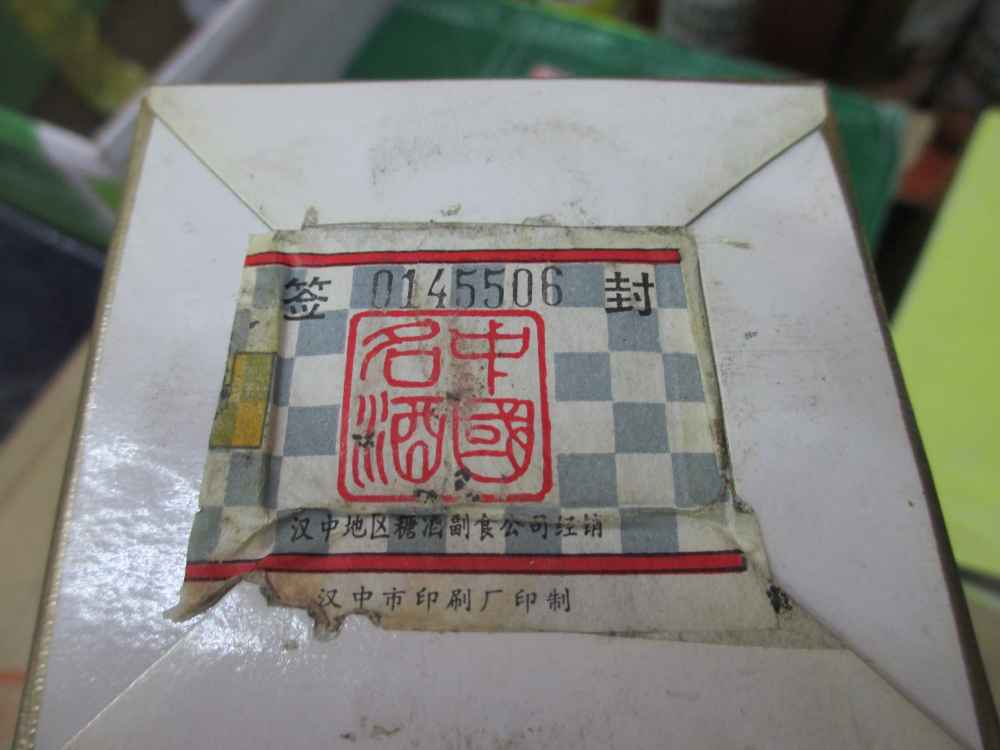 签 0145506 封
中國
名酒
汉中地区糖酒副食公司经销
汉中市印刷厂印制